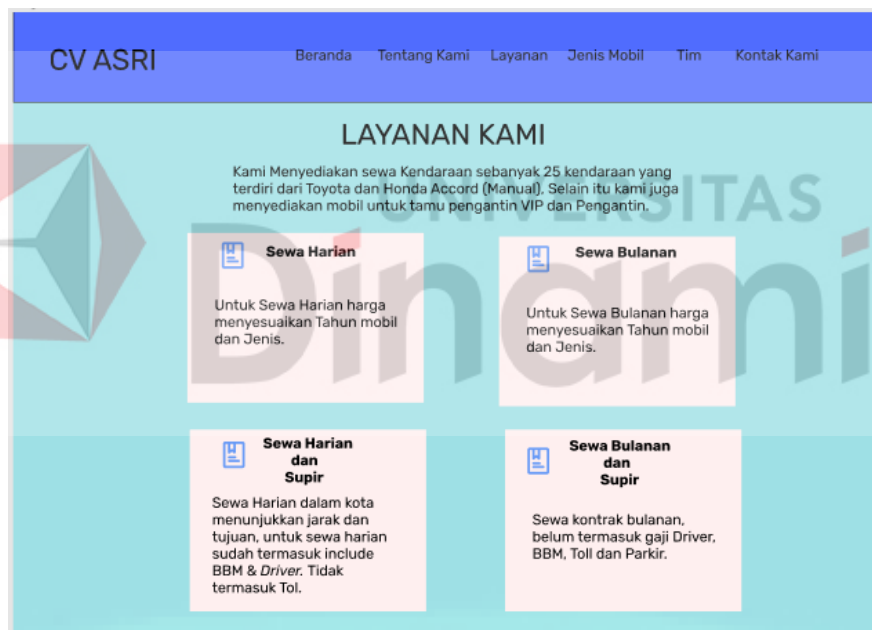 CV ASRI
Beranda Tentang Kami Layanan Jenis Mobil Tim Kontak Kami
LAYANAN KAMI
Kami Menyediakan sewa Kendaraan sebanyak 25 kendaraan yang
terdiri dari Toyota dan Honda Accord (Manual). Selain itu kami juga
menyediakan mobil untuk tamu pengantin VIP dan Pengantin.
UNIVERSITAS
Dinami
Sewa Harian
Untuk Sewa Harian harga
menyesuaikan Tahun mobil
dan Jenis.
Sewa Bulanan
Untuk Sewa Bulanan harga
menyesuaikan Tahun mobil
dan Jenis.
Sewa Harian
dan
Supir
Sewa Harian dalam kota
menunjukkan jarak dan
tujuan, untuk sewa harian
sudah termasuk include
BBM & Driver. Tidak
termasuk Tol.
Sewa Bulanan
dan
Supir
Sewa kontrak bulanan,
belum termasuk gaji Driver,
BBM, Toll dan Parkir.